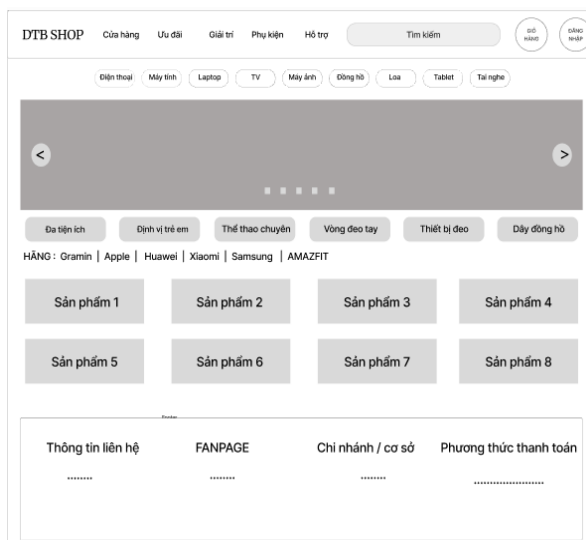 DTB SHOP Cửa hàng Ưu đãi Giải trí Phụ kiện Hỗ trợ Tìm kiếm GIỎ HÀNG ĐĂNG NHẬP
Điện thoại Máy tính Laptop TV Máy ảnh Đồng hồ Loa Tablet Tai nghe
< >
Đa tiện ích Định vị trẻ em Thể thao chuyên Vòng đeo tay Thiết bị đeo Dây đồng hồ
HÃNG : Gramin | Apple | Huawei | Xiaomi | Samsung | AMAZFIT
Sản phẩm 1 Sản phẩm 2 Sản phẩm 3 Sản phẩm 4
Sản phẩm 5 Sản phẩm 6 Sản phẩm 7 Sản phẩm 8
Footer
Thông tin liên hệ FANPAGE Chi nhánh / cơ sở Phương thức thanh toán
........ ........ ........ ......................